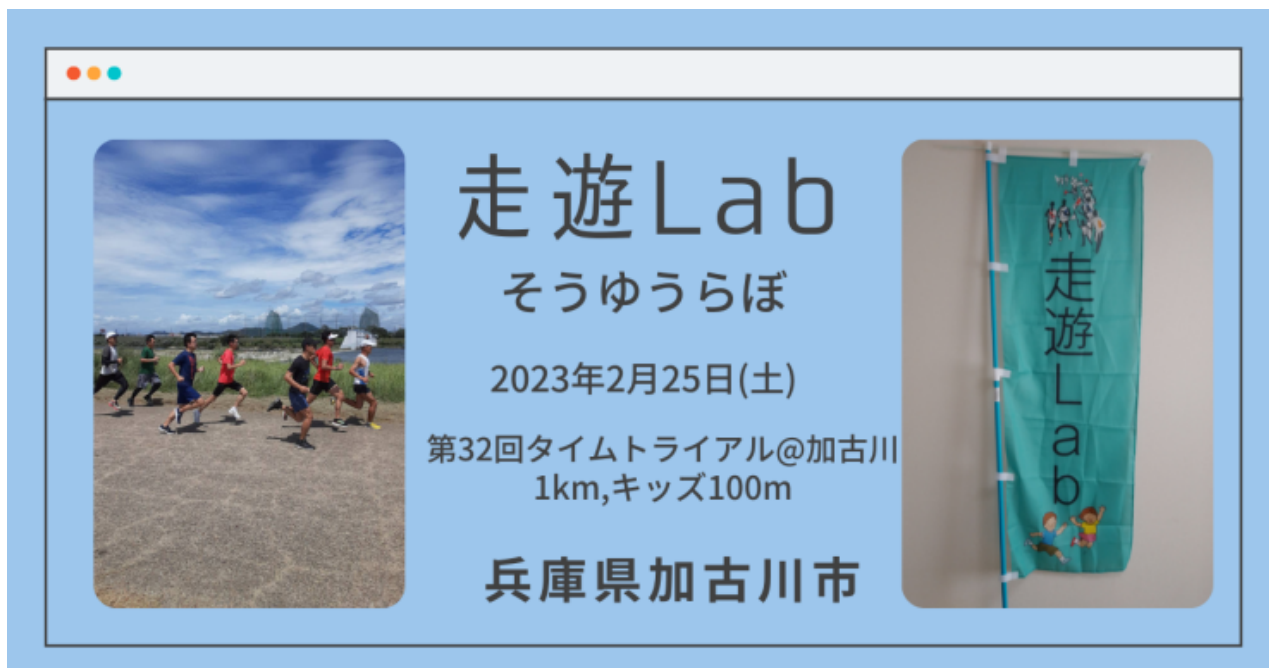 走遊Lab
そうゆうらぼ
2023年2月25日(土)
第32回タイムトライアル@加古川
1km,キッズ100m
兵庫県加古川市
走遊Lab